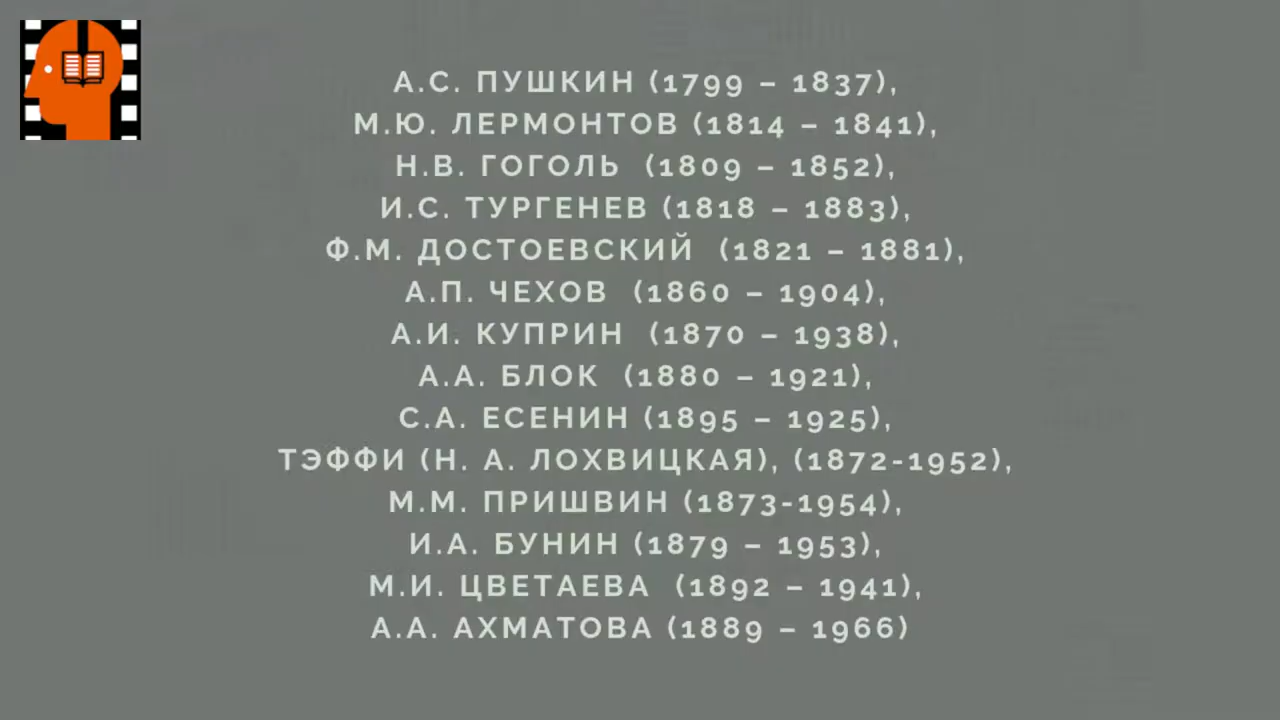 А.С. ПУШКИН (1799 – 1837),
М.Ю. ЛЕРМОНТОВ (1814 – 1841),
Н.В. ГОГОЛЬ (1809 – 1852),
И.С. ТУРГЕНЕВ (1818 – 1883),
Ф.М. ДОСТОЕВСКИЙ (1821 – 1881),
А.П. ЧЕХОВ (1860 – 1904),
А.И. КУПРИН (1870 – 1938),
А.А. БЛОК (1880 – 1921),
С.А. ЕСЕНИН (1895 – 1925),
ТЭФФИ (Н. А. ЛОХВИЦКАЯ), (1872-1952),
М.М. ПРИШВИН (1873-1954),
И.А. БУНИН (1879 – 1953),
М.И. ЦВЕТАЕВА (1892 – 1941),
А.А. АХМАТОВА (1889 – 1966)